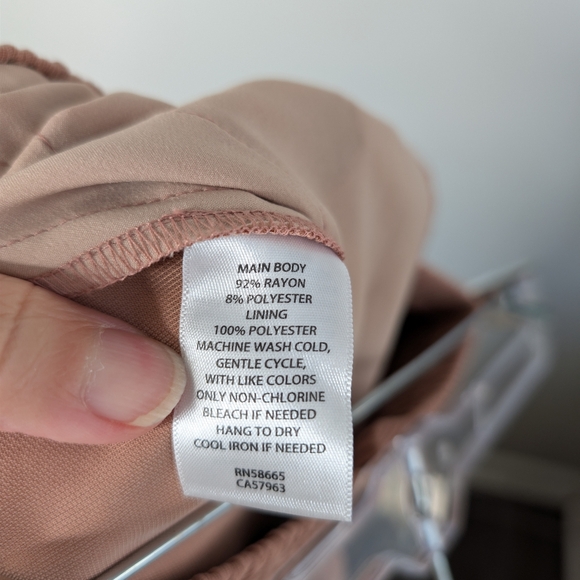 MAIN BODY
92% RAYON
8% POLYESTER
LINING
100% POLYESTER
MACHINE WASH COLD,
GENTLE CYCLE,
WITH LIKE COLORS
ONLY NON-CHLORINE
BLEACH IF NEEDED
HANG TO DRY
COOL IRON IF NEEDED
RN58665
CA57963